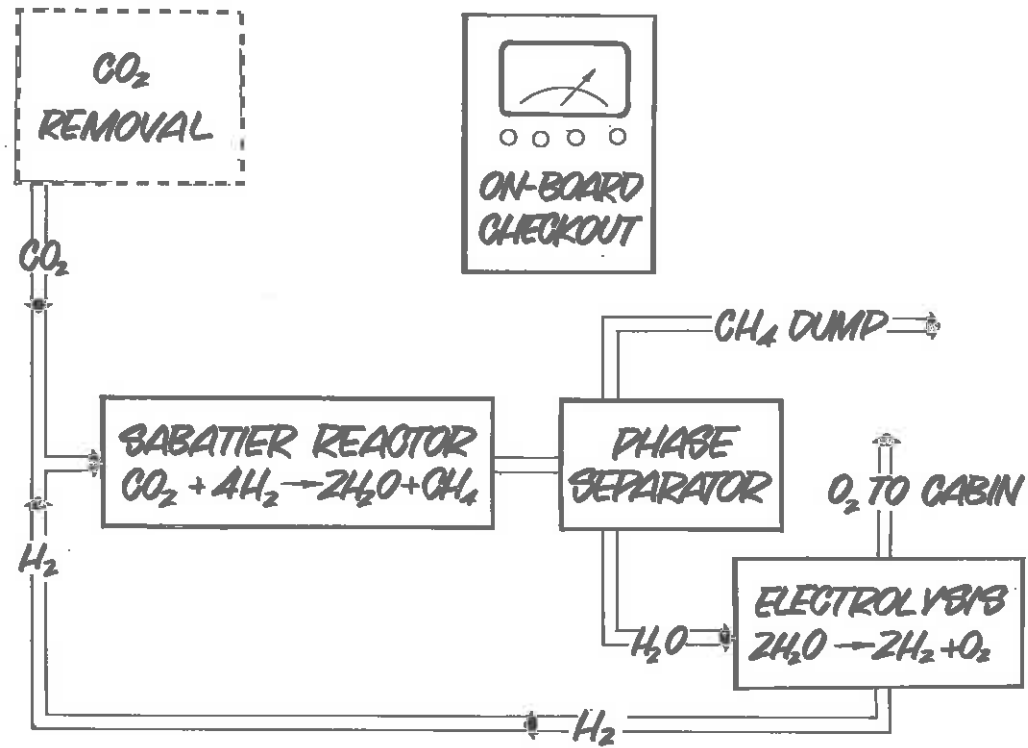 CO₂
REMOVAL
ON-BOARD
CHECKOUT
CO₂
CH₄ DUMP
SABATIER REACTOR
CO₂ + 4H₂ → 2H₂O + CH₄
PHASE
SEPARATOR
O₂ TO CABIN
H₂
ELECTROLYSIS
2H₂O → 2H₂ + O₂
H₂O
H₂